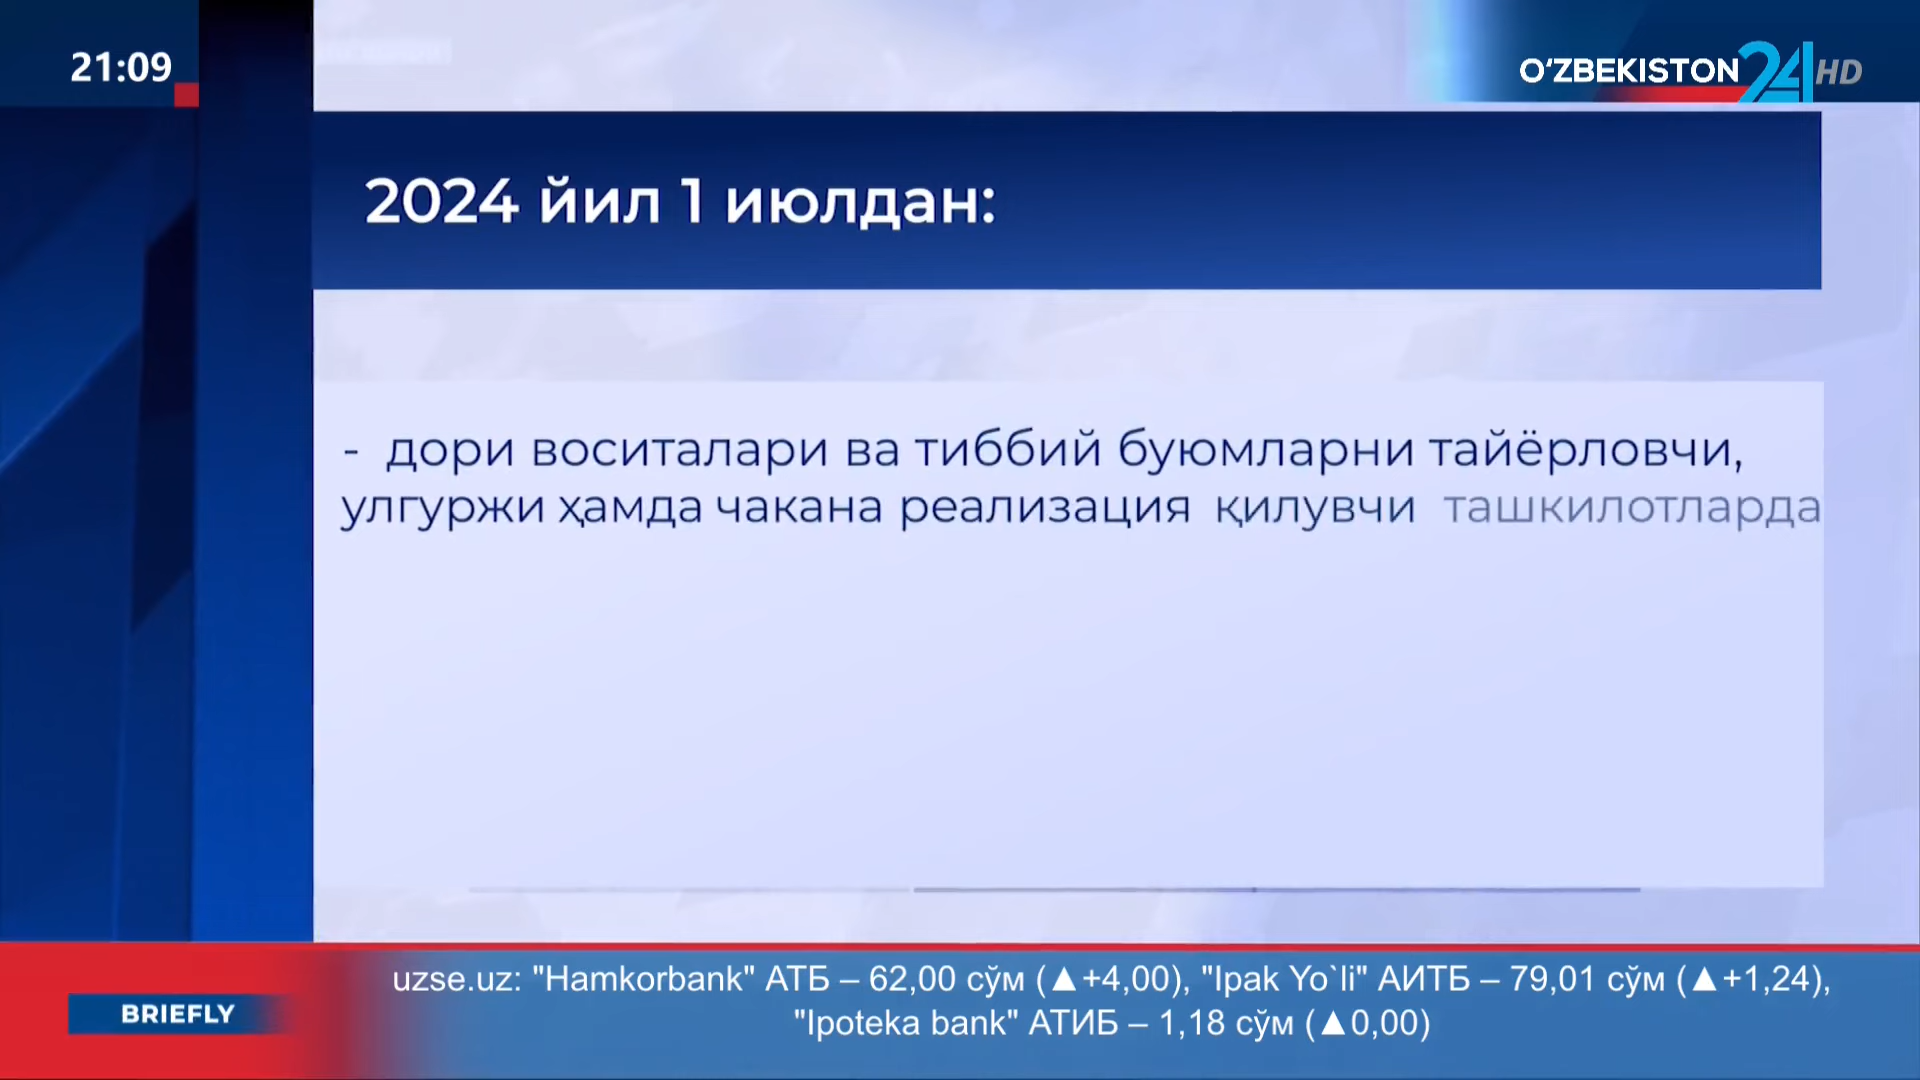 21:09
O‘ZBEKISTON 24 HD
2024 йил 1 июлдан:
- дори воситалари ва тиббий буюмларни тайёрловчи,
улгуржи ҳамда чакана реализация қилувчи ташкилотларда
BRIEFLY
uzse.uz: "Hamkorbank" АТБ – 62,00 сўм (▲+4,00), "Ipak Yo`li" АИТБ – 79,01 сўм (▲+1,24),
"Ipoteka bank" АТИБ – 1,18 сўм (▲0,00)